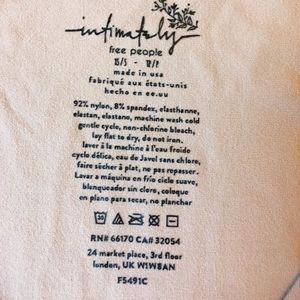 intimately
free people
made in usa
fabriqué aux états-unis
hecho en ee.uu
92% nylon, 8% spandex, elasthanne,
elastan, elastano, machine wash cold
gentle cycle, non-chlorine bleach,
lay flat to dry, do not iron.
laver à la machine à l'eau froide
cycle délica, eau de Javel sans chlore,
faire sécher à plat, ne pas repasser.
Lavar a máquina en frío ciclo suave,
blanqueador sin cloro, coloque
en plano para secar, no planchar
30
RN# 66170 CA# 32054
24 market place, 3rd floor
london, UK W1W8AN
F5491C